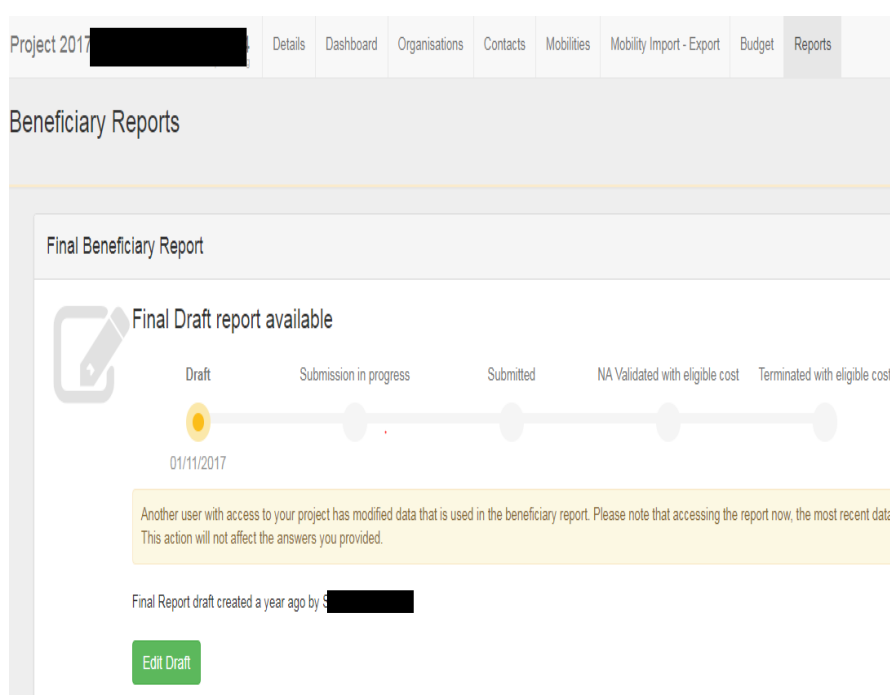 Project 2017 Details Dashboard Organisations Contacts Mobilities Mobility Import - Export Budget Reports
Beneficiary Reports
Final Beneficiary Report
Final Draft report available
Draft Submission in progress Submitted NA Validated with eligible cost Terminated with eligible cost
01/11/2017
Another user with access to your project has modified data that is used in the beneficiary report. Please note that accessing the report now, the most recent data
This action will not affect the answers you provided.
Final Report draft created a year ago by S
Edit Draft